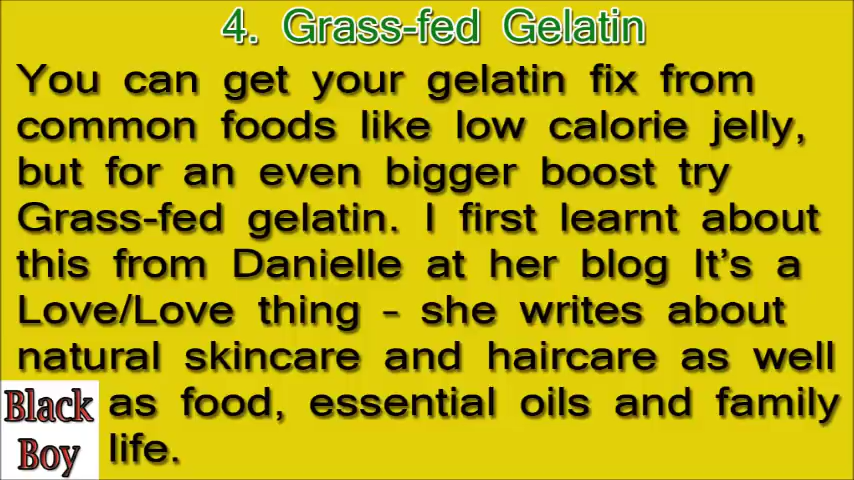 4. Grass-fed Gelatin
You can get your gelatin fix from
common foods like low calorie jelly,
but for an even bigger boost try
Grass-fed gelatin. I first learnt about
this from Danielle at her blog It’s a
Love/Love thing – she writes about
natural skincare and haircare as well
as food, essential oils and family
life.
Black
Boy